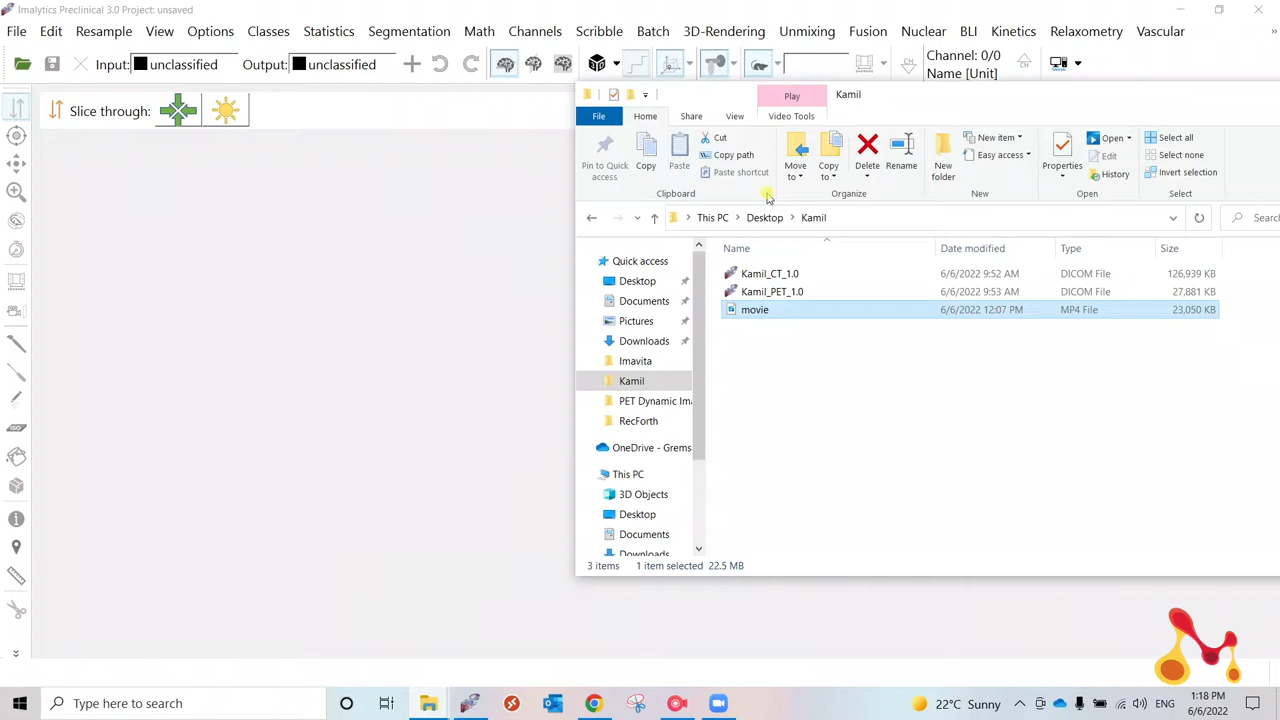 Imalytics Preclinical 3.0 Project: unsaved
File Edit Resample View Options Classes Statistics Segmentation Math Channels Scribble Batch 3D-Rendering Unmixing Fusion Nuclear BLI Kinetics Relaxometry Vascular »
Input: unclassified Output: unclassified Channel: 0/0
Name [Unit]
Slice through:
Play Kamil
File Home Share View Video Tools
Pin to Quick access
Copy
Paste
Cut
Copy path
Paste shortcut
Move to
Copy to
Delete
Rename
New folder
New item
Easy access
Properties
Open
Edit
History
Select all
Select none
Invert selection
Clipboard Organize New Open Select
This PC > Desktop > Kamil
Name Date modified Type Size
Kamil_CT_1.0 6/6/2022 9:52 AM DICOM File 126,939 KB
Kamil_PET_1.0 6/6/2022 9:53 AM DICOM File 27,881 KB
movie 6/6/2022 12:07 PM MP4 File 23,050 KB
Quick access
Desktop
Documents
Pictures
Downloads
Imavita
Kamil
PET Dynamic Im
RecForth
OneDrive - Grems
This PC
3D Objects
Desktop
Documents
Downloads
3 items 1 item selected 22.5 MB
Type here to search
22°C Sunny
ENG
1:18 PM
6/6/2022